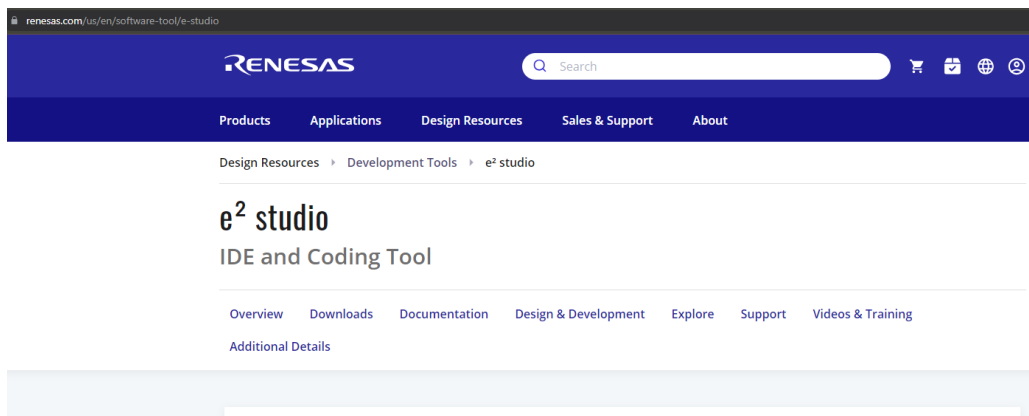 renesas.com/us/en/software-tool/e-studio
RENESAS
Search
Products Applications Design Resources Sales & Support About
Design Resources Development Tools e² studio
e² studio
IDE and Coding Tool
Overview Downloads Documentation Design & Development Explore Support Videos & Training
Additional Details